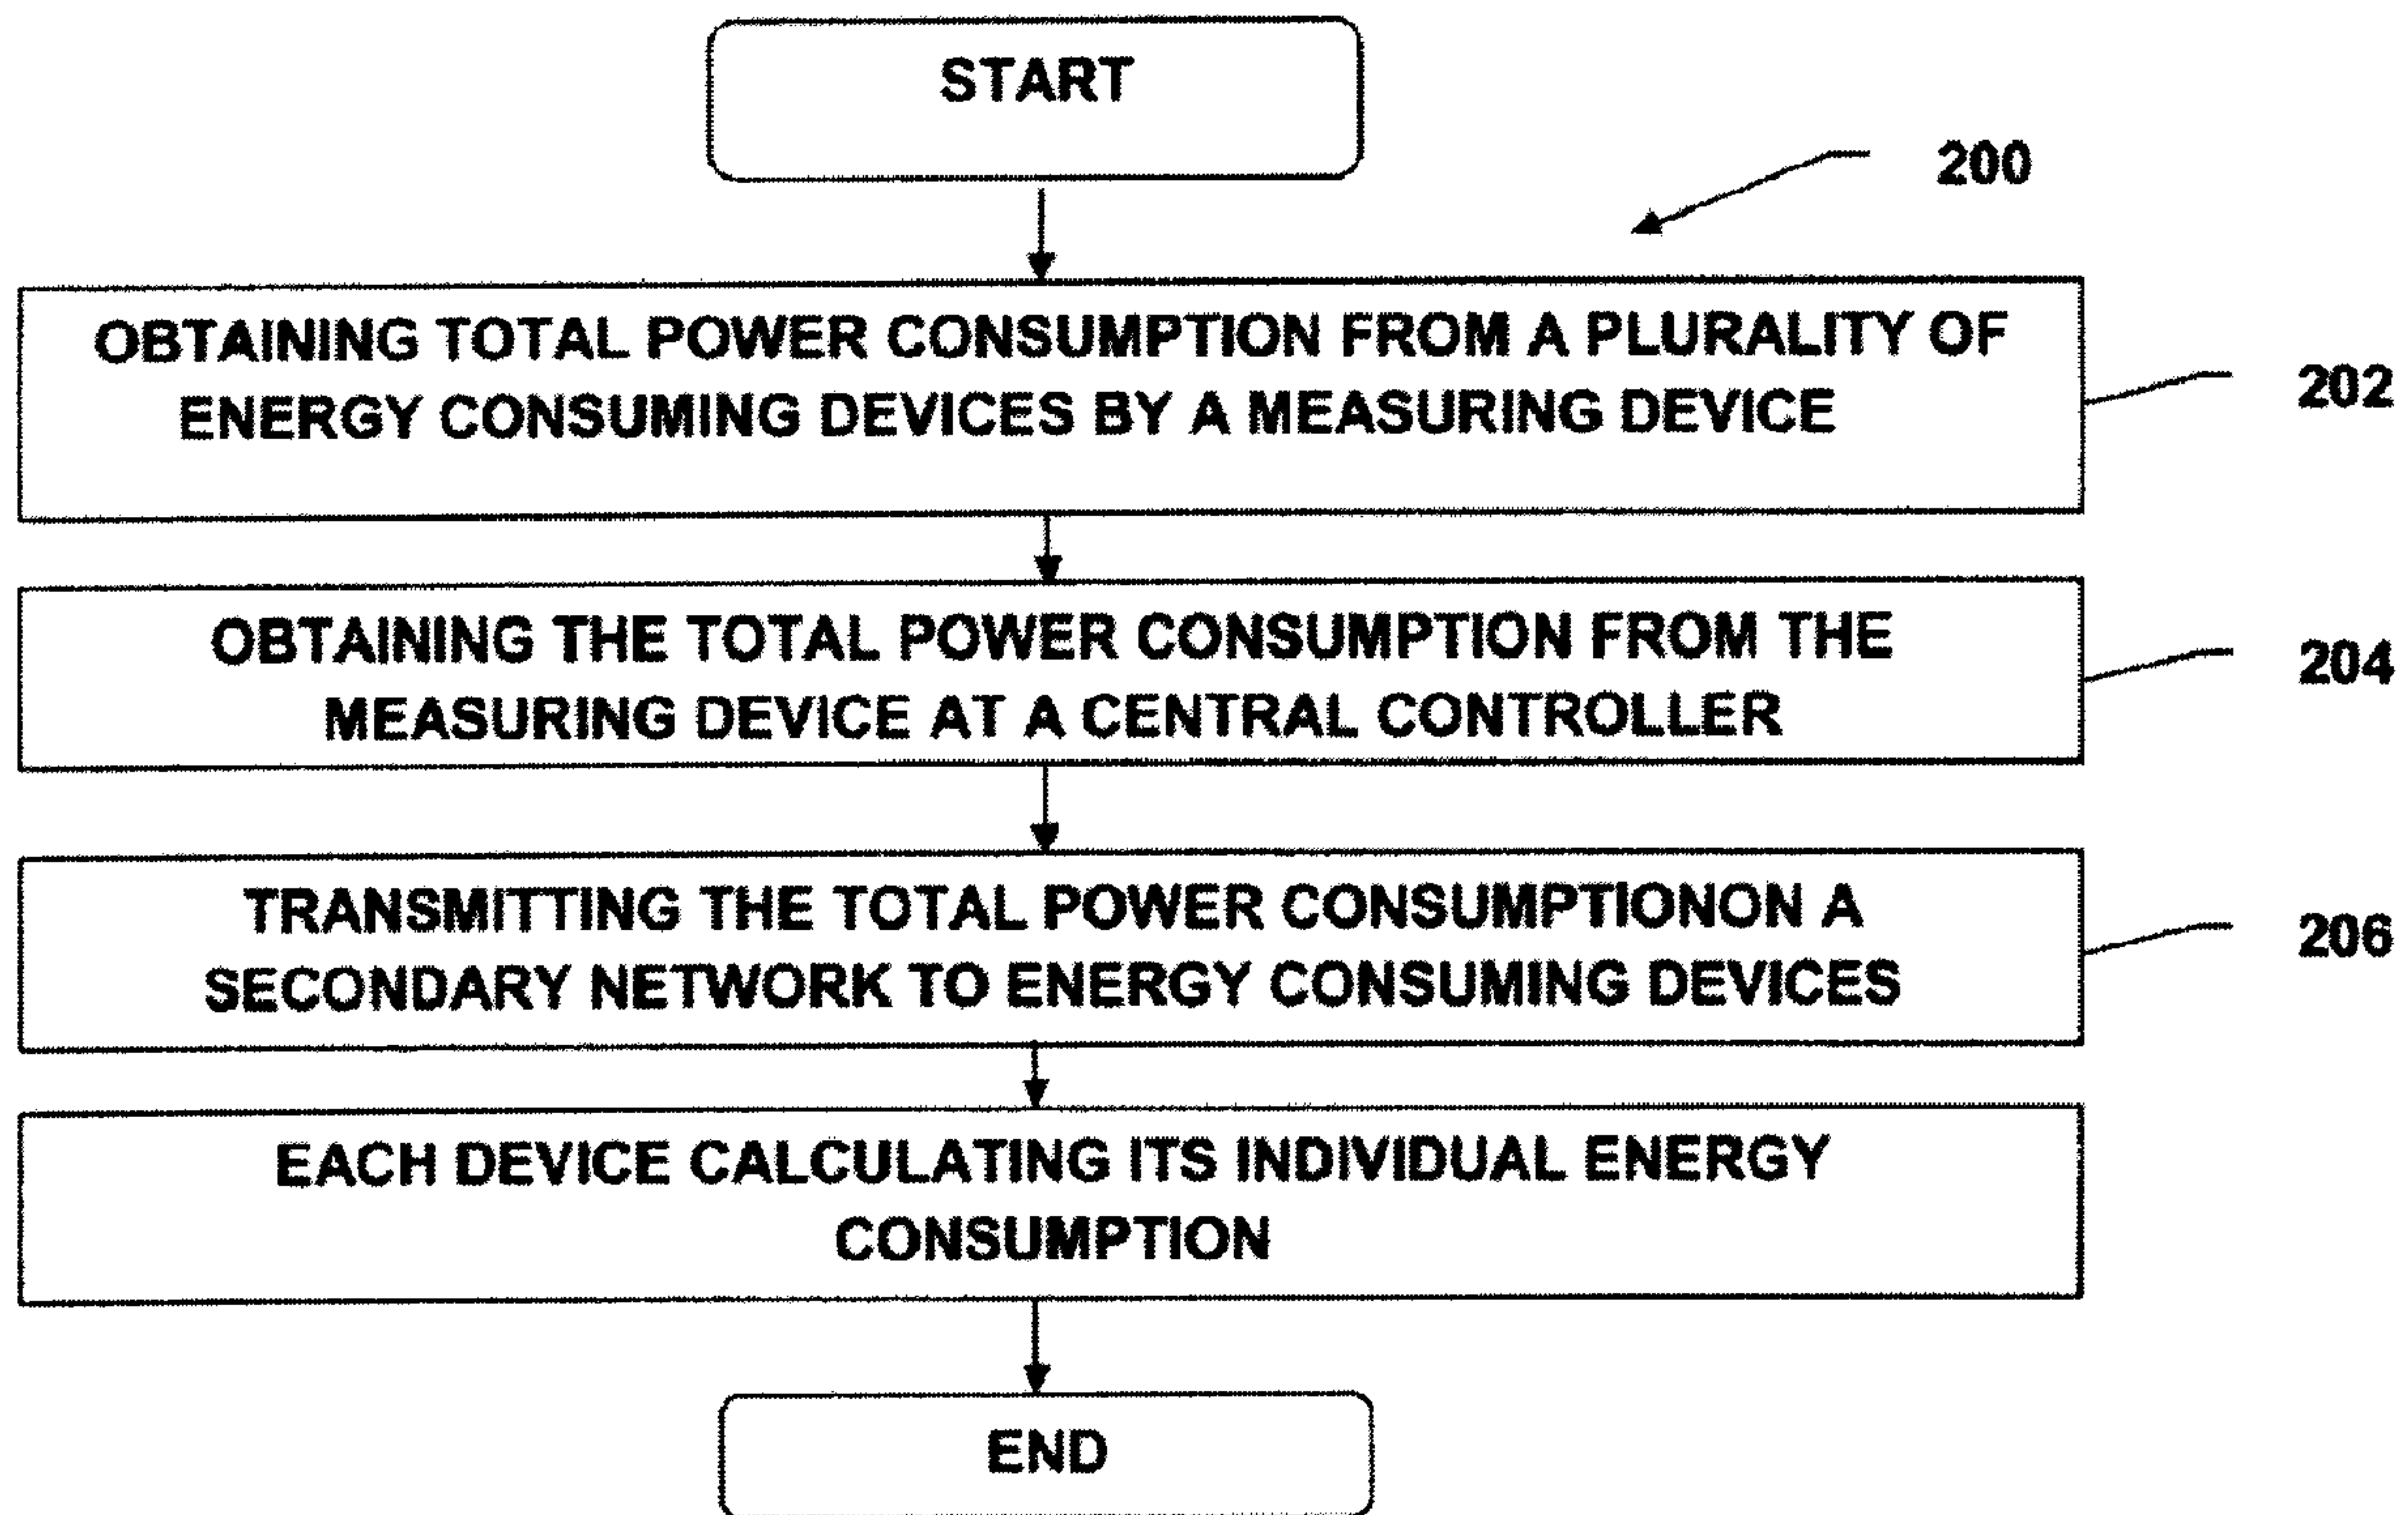 START
200
OBTAINING TOTAL POWER CONSUMPTION FROM A PLURALITY OF
ENERGY CONSUMING DEVICES BY A MEASURING DEVICE
202
OBTAINING THE TOTAL POWER CONSUMPTION FROM THE
MEASURING DEVICE AT A CENTRAL CONTROLLER
204
TRANSMITTING THE TOTAL POWER CONSUMPTIONON A
SECONDARY NETWORK TO ENERGY CONSUMING DEVICES
206
EACH DEVICE CALCULATING ITS INDIVIDUAL ENERGY
CONSUMPTION
END